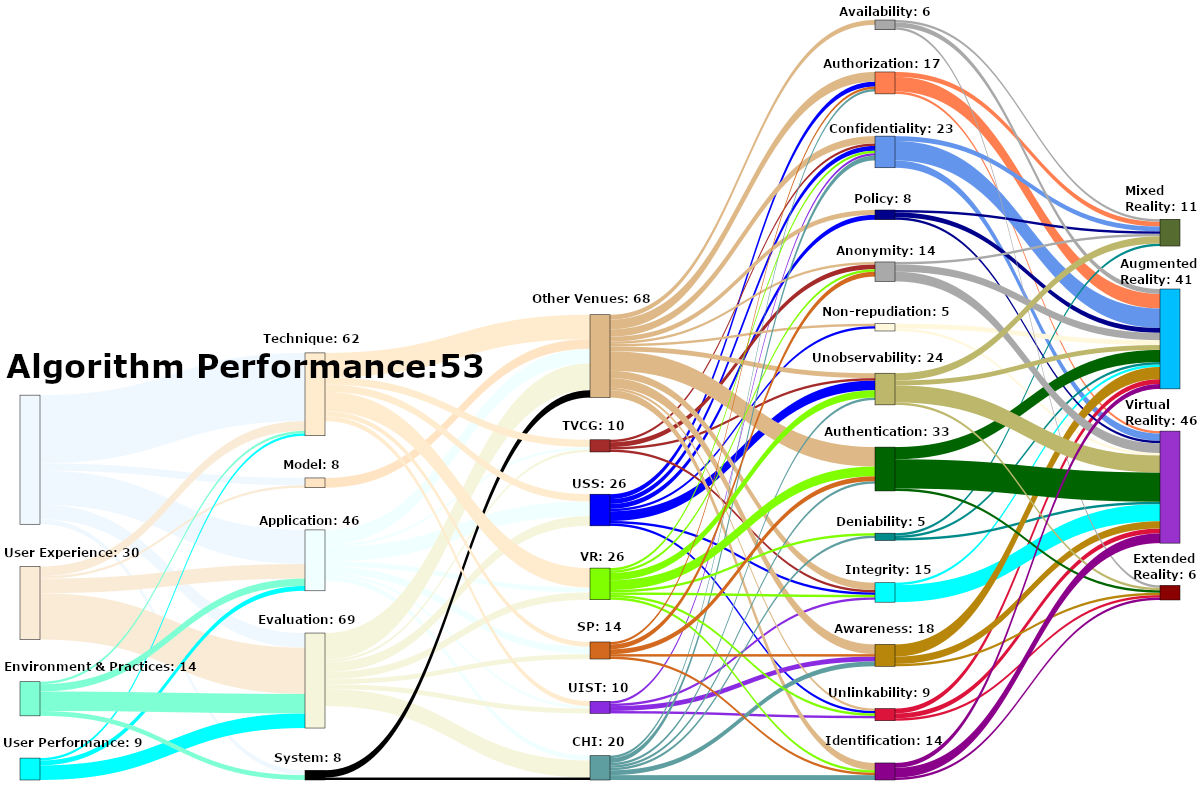 Algorithm Performance:53
User Experience: 30
Environment & Practices: 14
User Performance: 9
Technique: 62
Model: 8
Application: 46
Evaluation: 69
System: 8
Other Venues: 68
TVCG: 10
USS: 26
VR: 26
SP: 14
UIST: 10
CHI: 20
Availability: 6
Authorization: 17
Confidentiality: 23
Policy: 8
Anonymity: 14
Non-repudiation: 5
Unobservability: 24
Authentication: 33
Deniability: 5
Integrity: 15
Awareness: 18
Unlinkability: 9
Identification: 14
Mixed
Reality: 11
Augmented
Reality: 41
Virtual
Reality: 46
Extended
Reality: 6